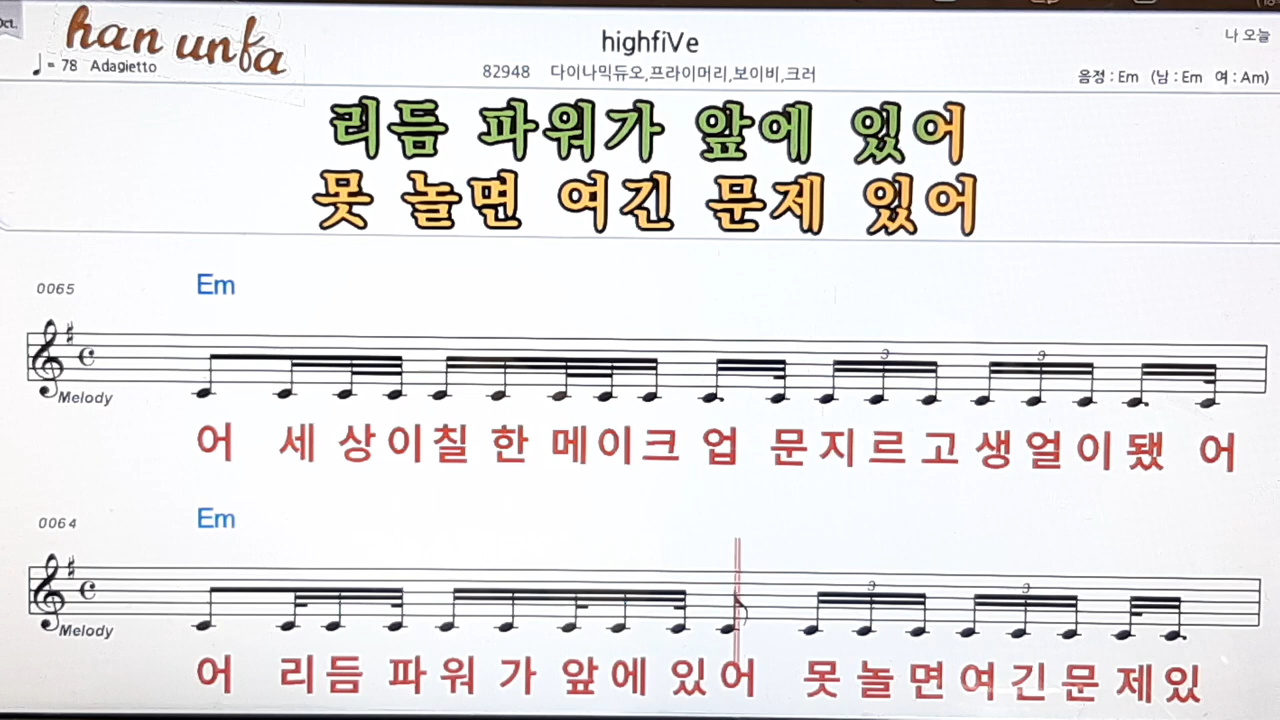 Oct.
han unfa
♩= 78 Adagietto
highfiVe
82948 다이나믹듀오,프라이머리,보이비,크러
나 오늘
음정 : Em (남 : Em 여 : Am)
리듬 파워가 앞에 있어
못 놀면 여긴 문제 있어
0065
Em
3 3
Melody
어 세 상이칠 한 메이크 업 문지르고 생얼이됐 어
0064
Em
3 3
Melody
어 리듬 파워 가 앞에 있어 못놀면여긴문 제있